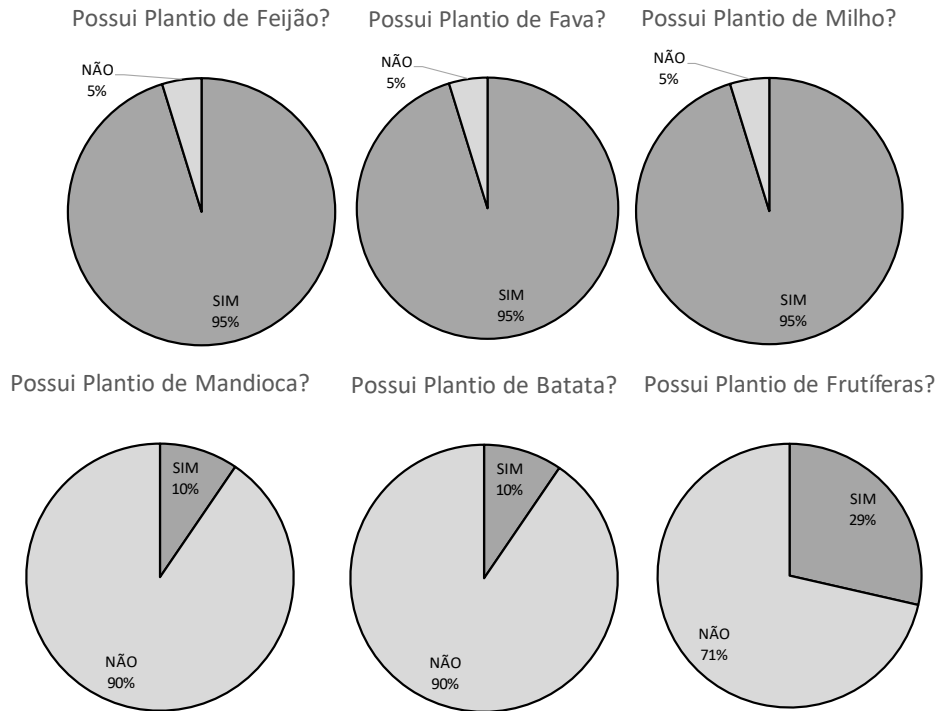 Possui Plantio de Feijão?
NÃO
5%
SIM
95%
Possui Plantio de Fava?
NÃO
5%
SIM
95%
Possui Plantio de Milho?
NÃO
5%
SIM
95%
Possui Plantio de Mandioca?
SIM
10%
NÃO
90%
Possui Plantio de Batata?
SIM
10%
NÃO
90%
Possui Plantio de Frutíferas?
SIM
29%
NÃO
71%